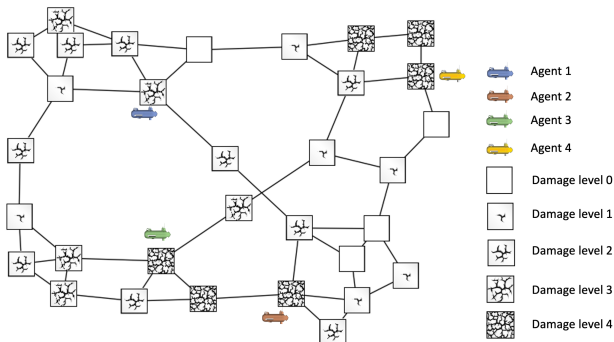 Agent 1
Agent 2
Agent 3
Agent 4
Damage level 0
Damage level 1
Damage level 2
Damage level 3
Damage level 4